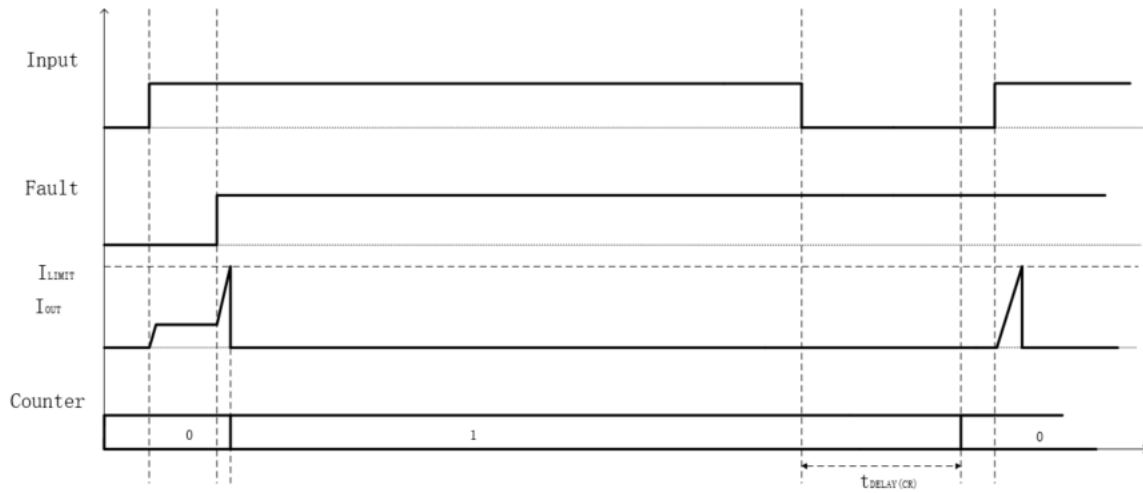 Input
Fault
ILIMIT
IOUT
Counter
0
1
0
tDELAY(CR)